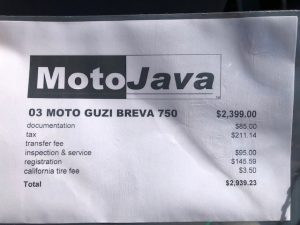 MotoJava
03 MOTO GUZI BREVA 750 $2,399.00
documentation $85.00
tax $211.14
transfer fee
inspection & service $95.00
registration $145.59
california tire fee $3.50
Total $2,939.23